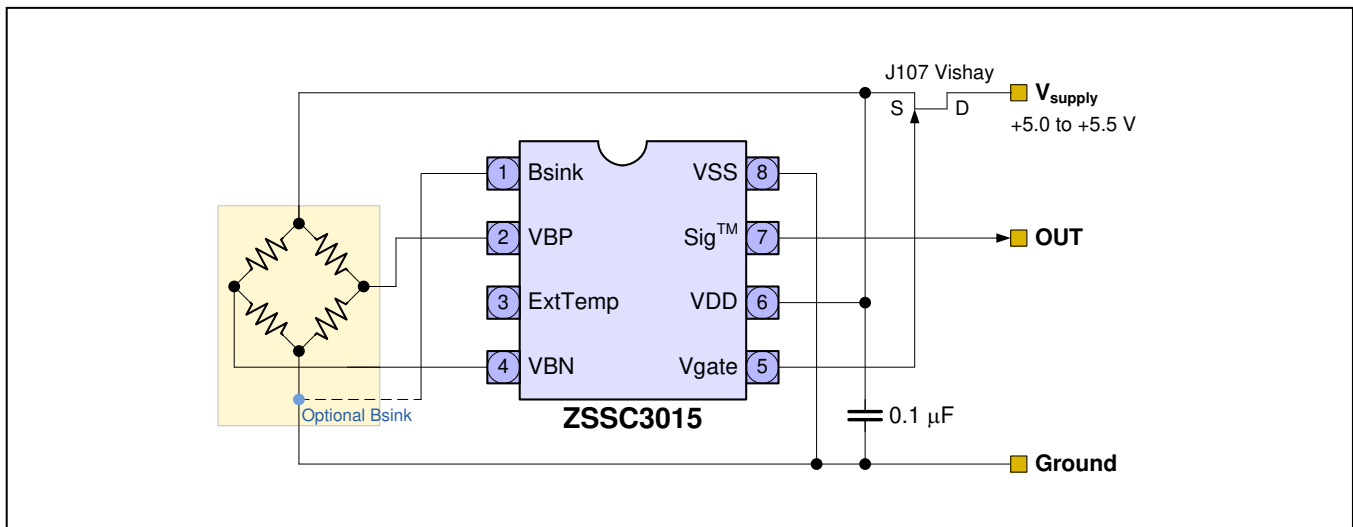 J107 Vishay
S
D
Vsupply
+5.0 to +5.5 V
1 Bsink
VSS 8
2 VBP
Sig™ 7
OUT
3 ExtTemp
VDD 6
4 VBN
Vgate 5
Optional Bsink
ZSSC3015
0.1 µF
Ground